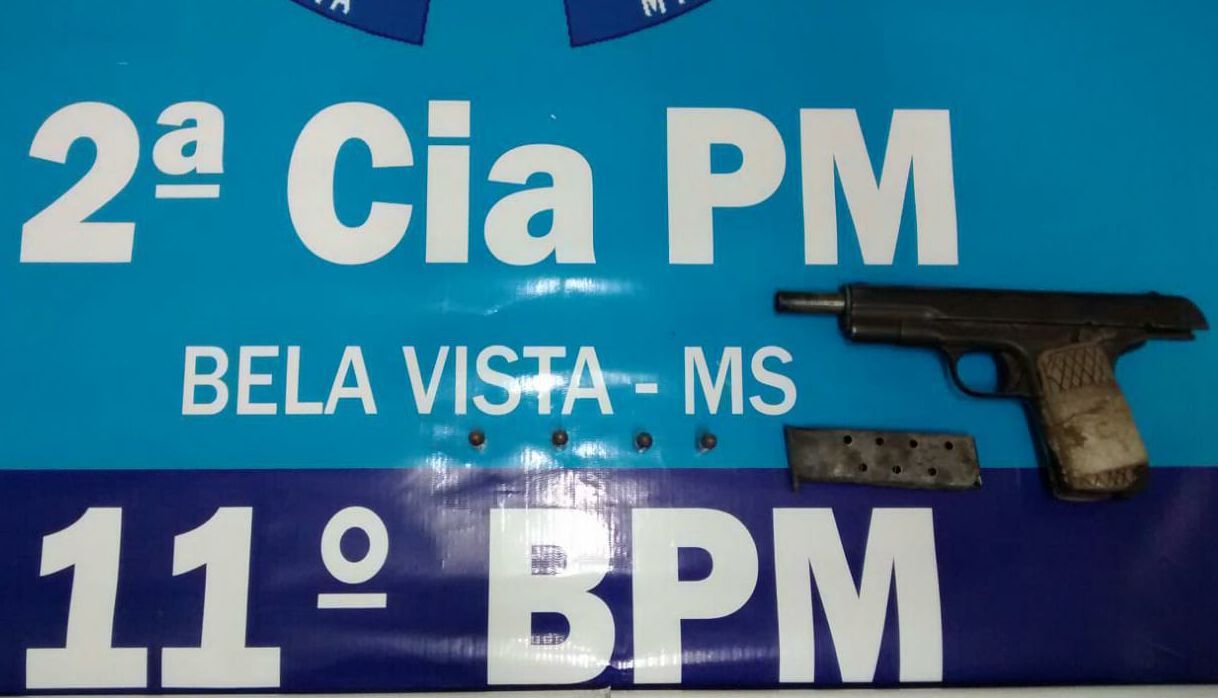 2ª Cia PM
BELA VISTA - MS
11º BPM